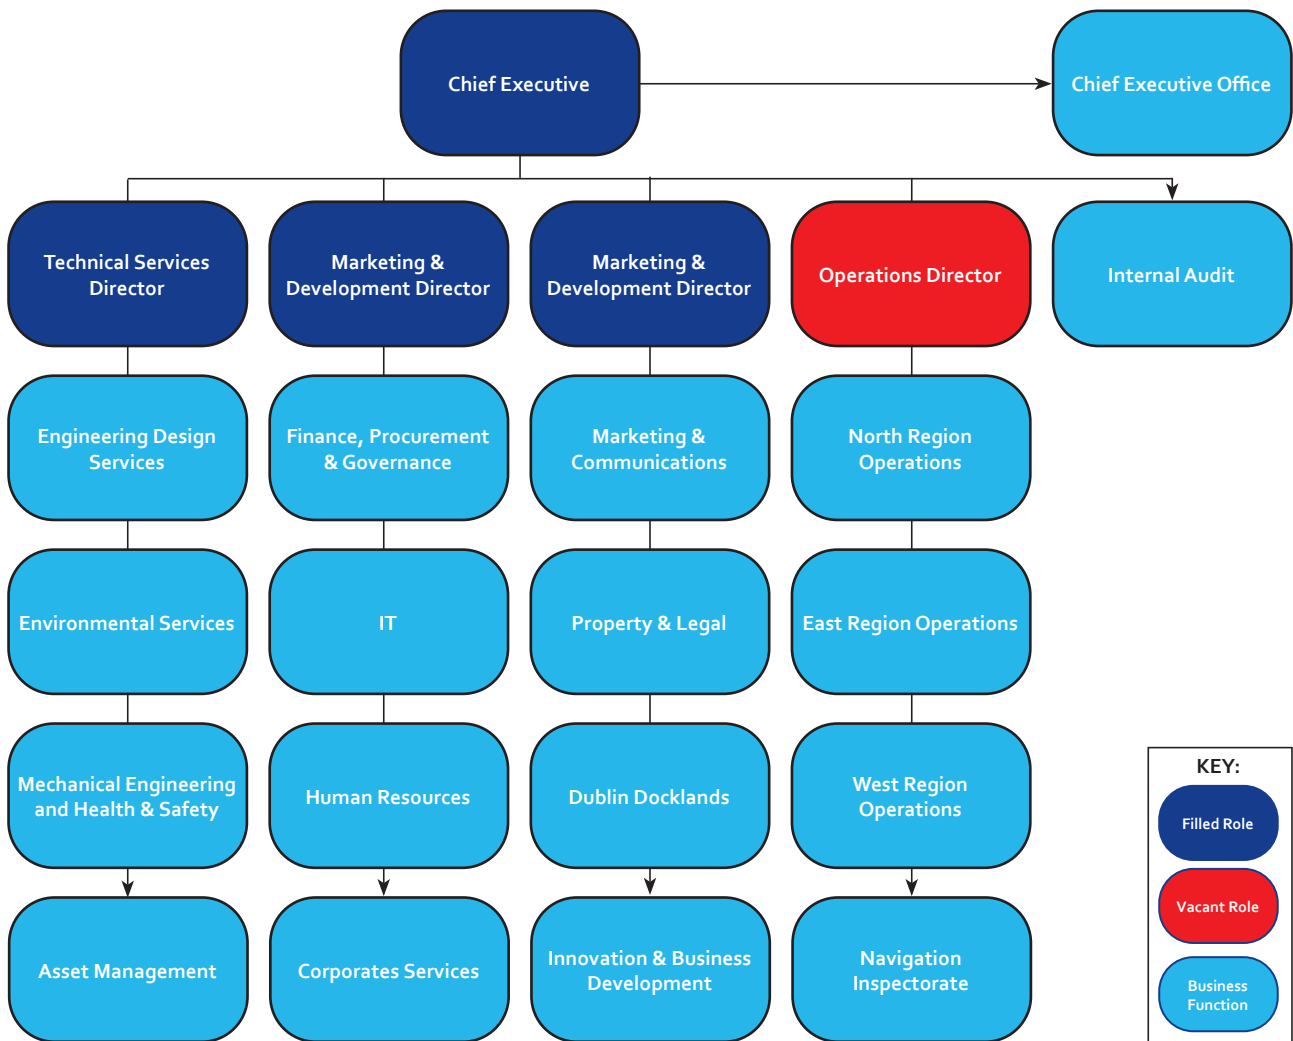 Chief Executive
Chief Executive Office
Technical Services
Director
Marketing &
Development Director
Marketing &
Development Director
Operations Director
Internal Audit
Engineering Design
Services
Finance, Procurement
& Governance
Marketing &
Communications
North Region
Operations
Environmental Services
IT
Property & Legal
East Region Operations
Mechanical Engineering
and Health & Safety
Human Resources
Dublin Docklands
West Region
Operations
Asset Management
Corporates Services
Innovation & Business
Development
Navigation
Inspectorate
KEY:
Filled Role
Vacant Role
Business
Function